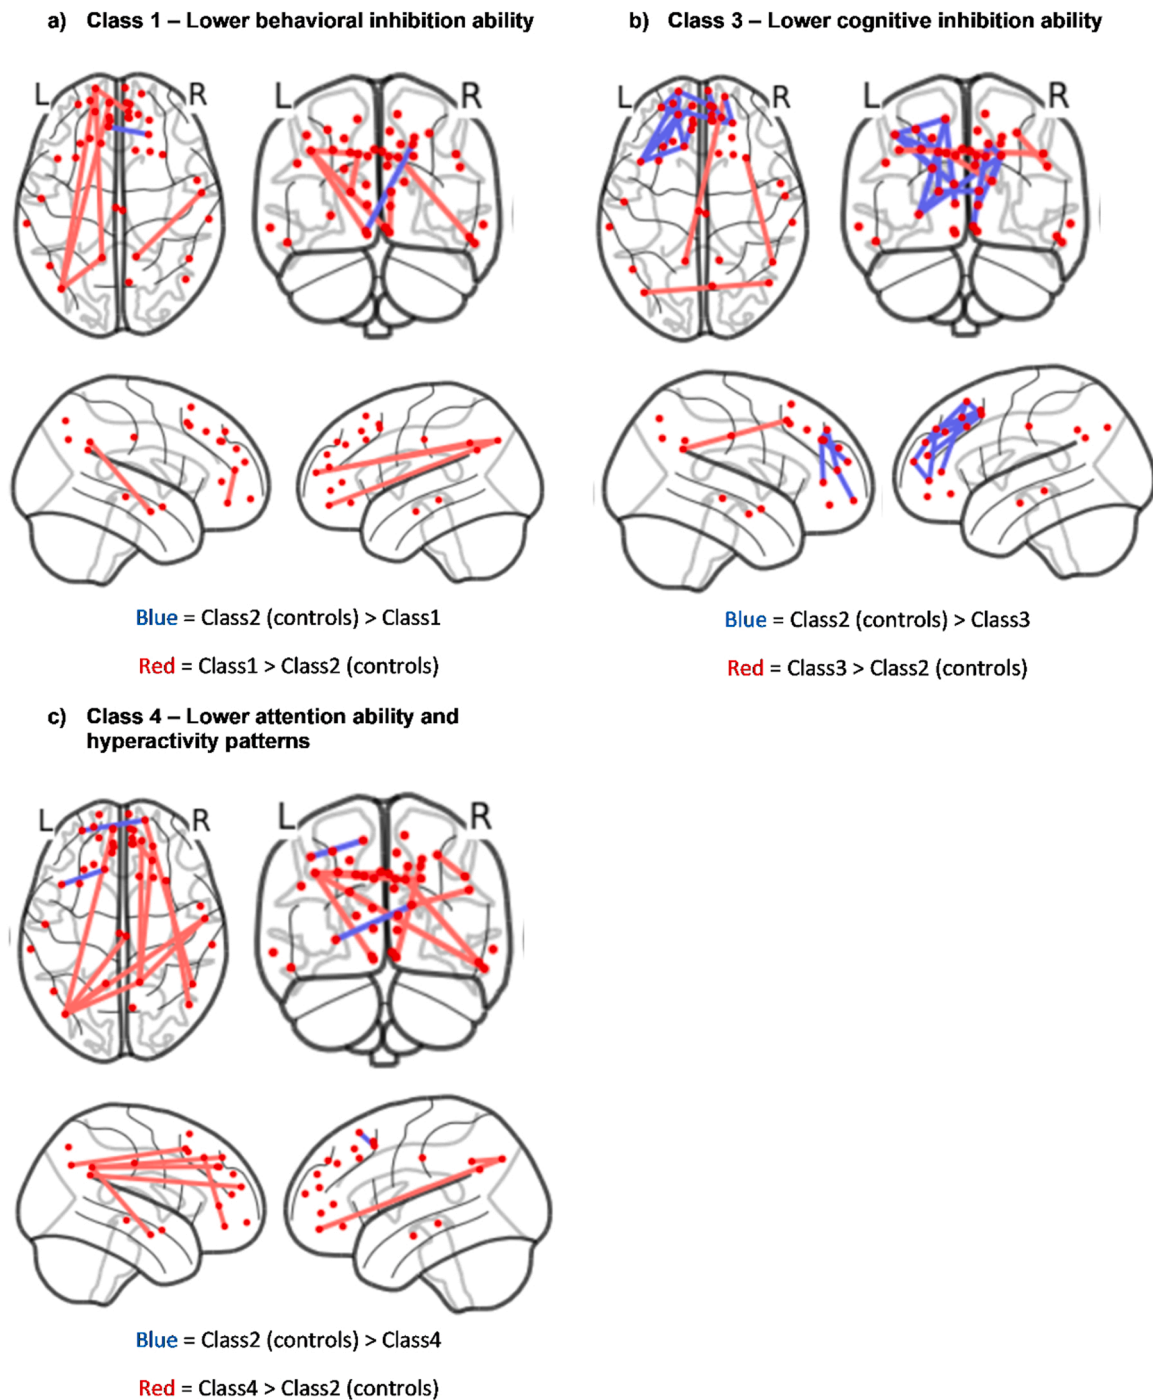 a) Class 1 – Lower behavioral inhibition ability
L R L R
Blue = Class2 (controls) > Class1
Red = Class1 > Class2 (controls)
b) Class 3 – Lower cognitive inhibition ability
L R L R
Blue = Class2 (controls) > Class3
Red = Class3 > Class2 (controls)
c) Class 4 – Lower attention ability and
hyperactivity patterns
L R L R
Blue = Class2 (controls) > Class4
Red = Class4 > Class2 (controls)